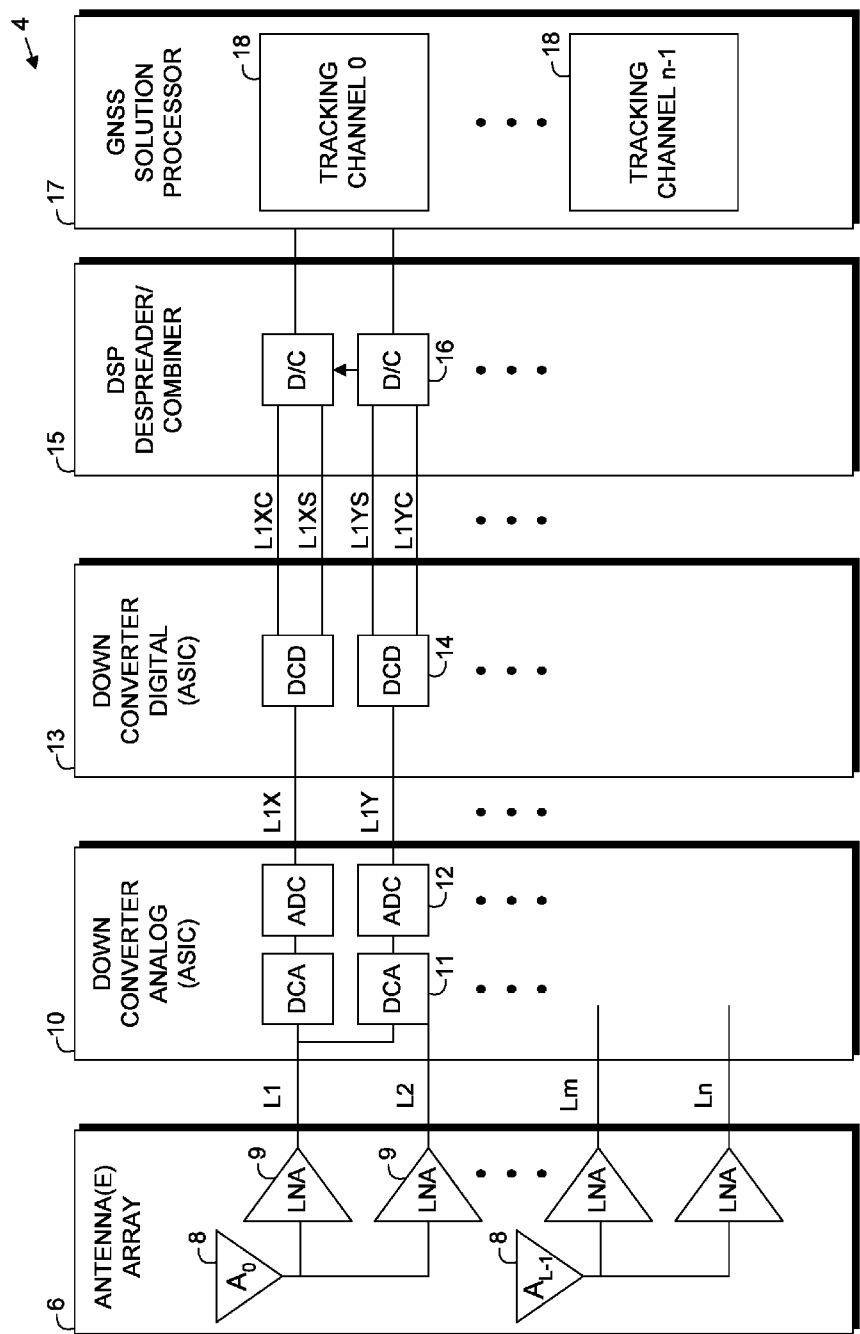 4
6
ANTENNA(E)
ARRAY
8
A0
9
LNA
9
LNA
8
AL-1
LNA
LNA
L1
L2
Lm
Ln
10
DOWN
CONVERTER
ANALOG
(ASIC)
DCA
ADC
DCA
ADC
11
12
L1X
L1Y
13
DOWN
CONVERTER
DIGITAL
(ASIC)
DCD
DCD
14
L1XC
L1XS
L1YS
L1YC
15
DSP
DESPREADER/
COMBINER
D/C
D/C
16
17
GNSS
SOLUTION
PROCESSOR
18
TRACKING
CHANNEL 0
18
TRACKING
CHANNEL n-1